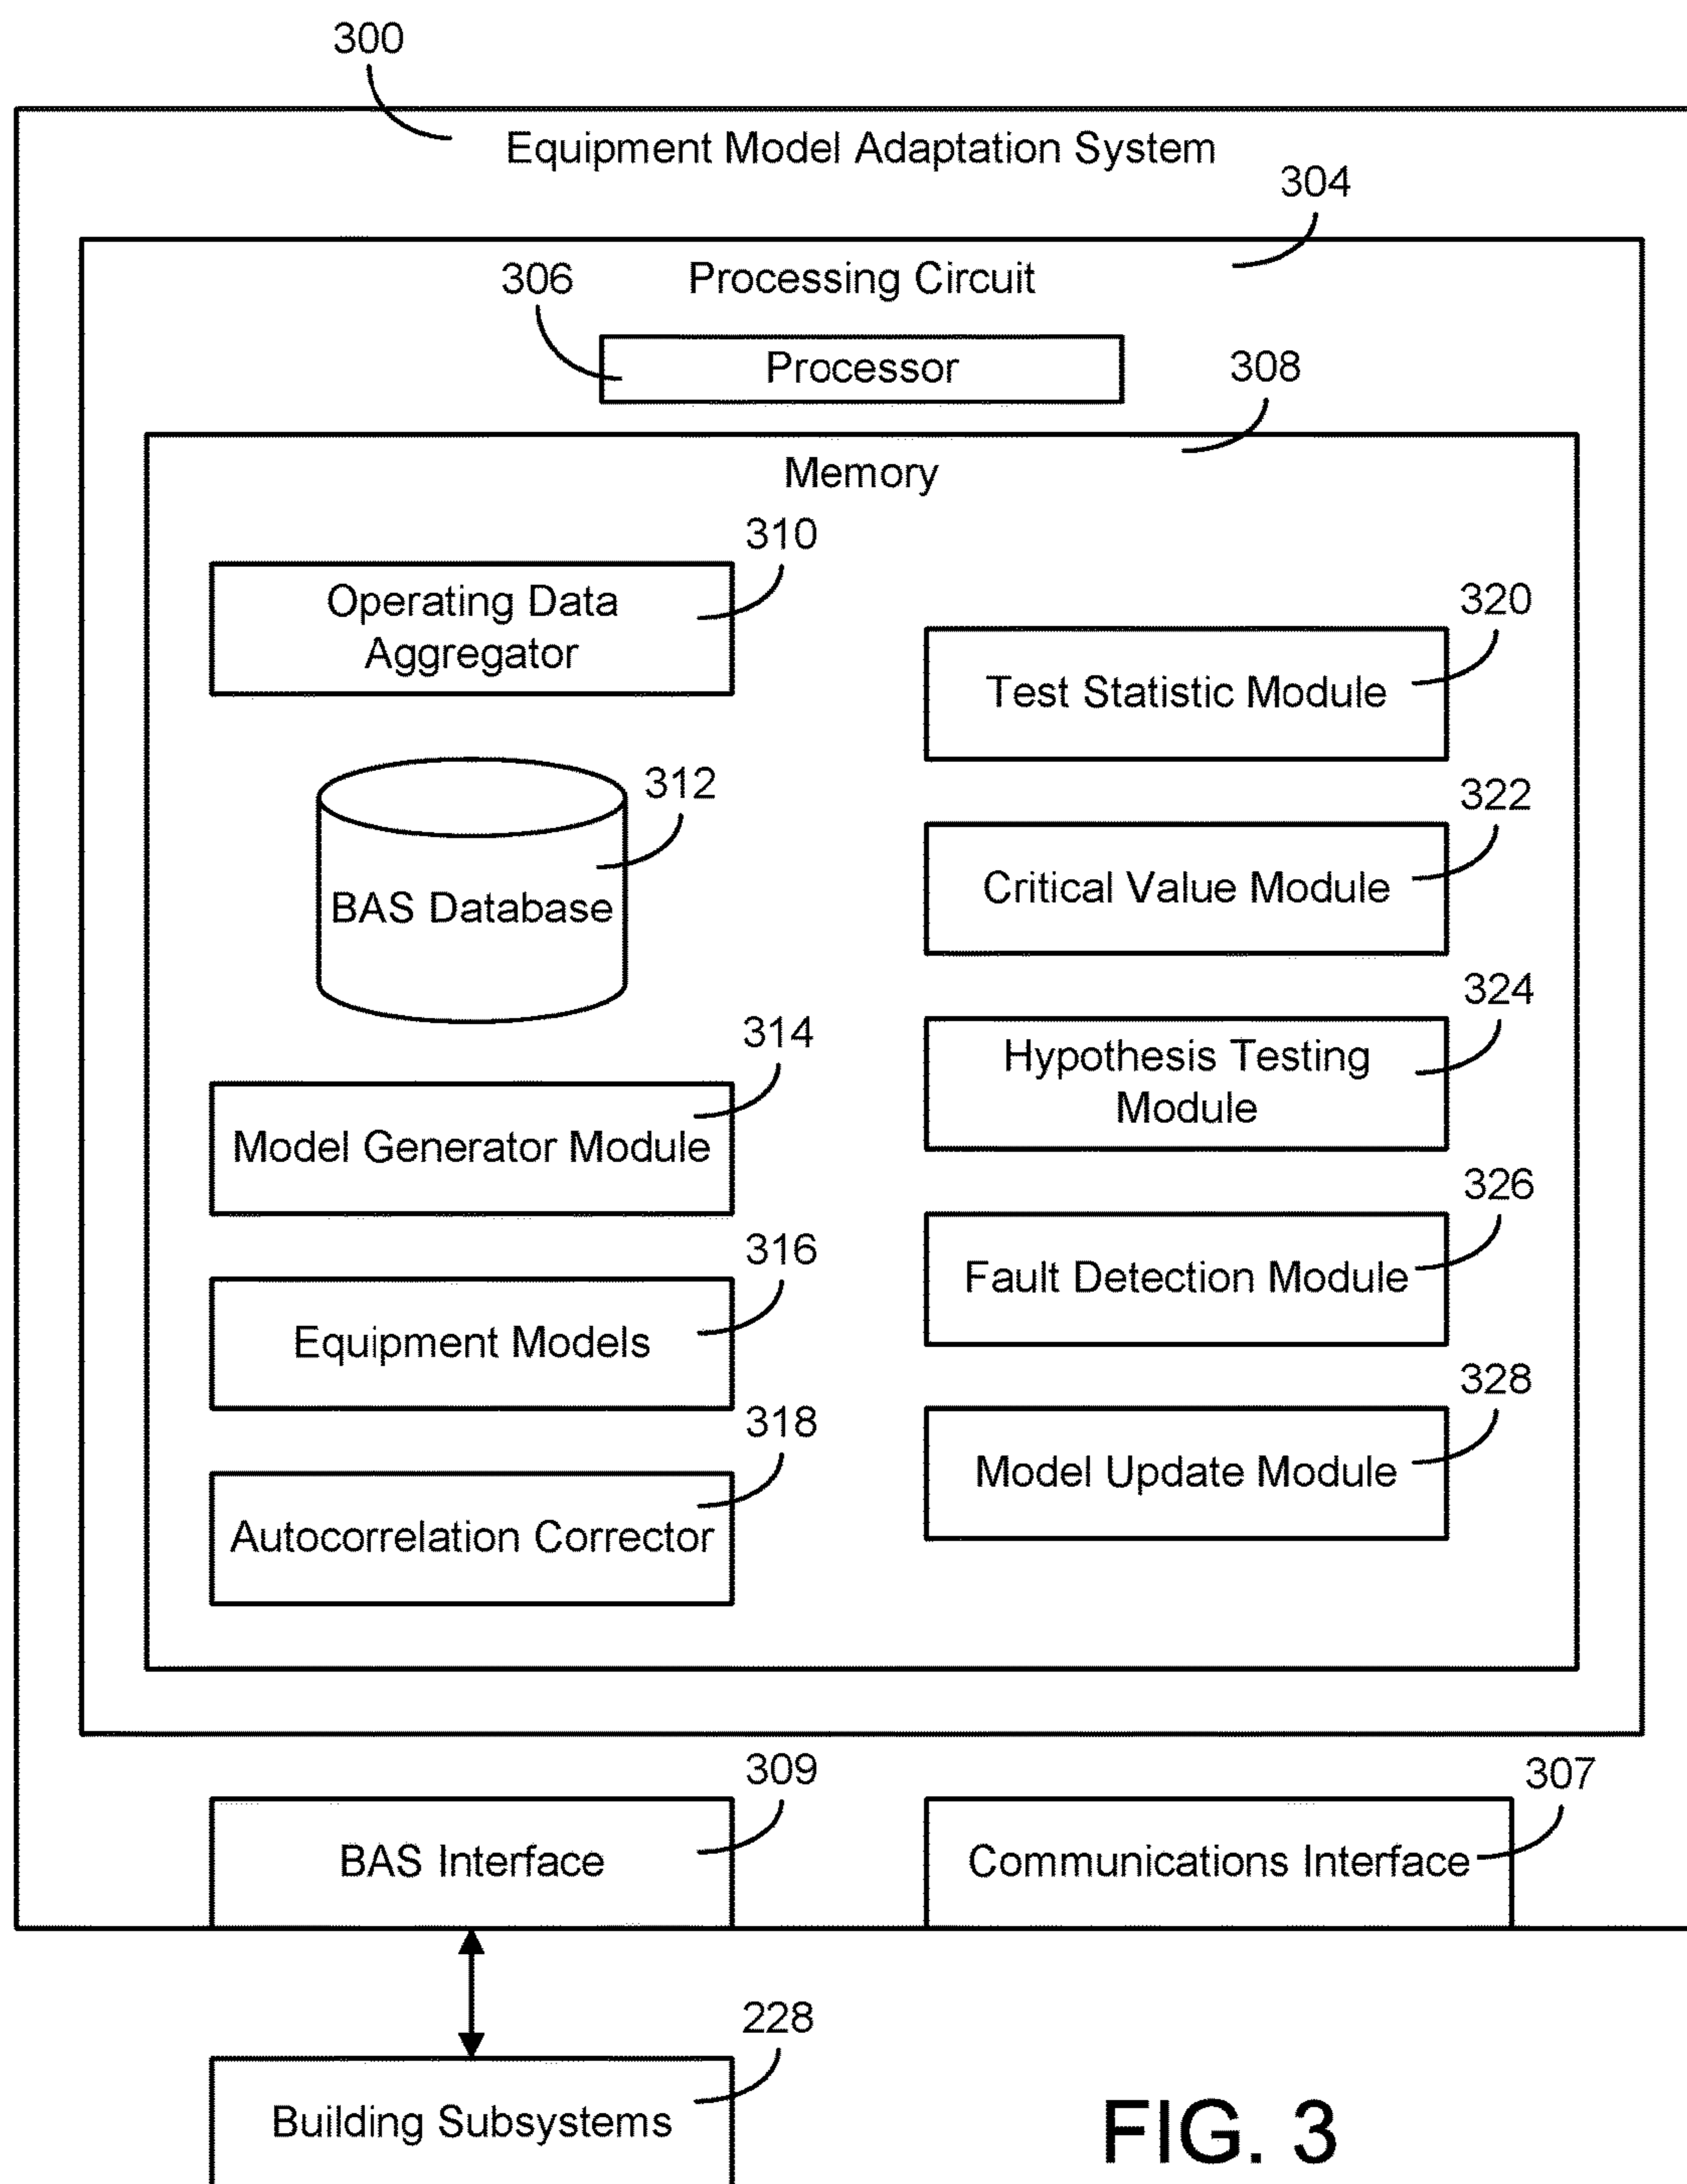 300
Equipment Model Adaptation System
304
306
Processing Circuit
Processor
308
Memory
310
Operating Data
Aggregator
312
BAS Database
314
Model Generator Module
316
Equipment Models
318
Autocorrelation Corrector
320
Test Statistic Module
322
Critical Value Module
324
Hypothesis Testing
Module
326
Fault Detection Module
328
Model Update Module
309
BAS Interface
307
Communications Interface
228
Building Subsystems
FIG. 3